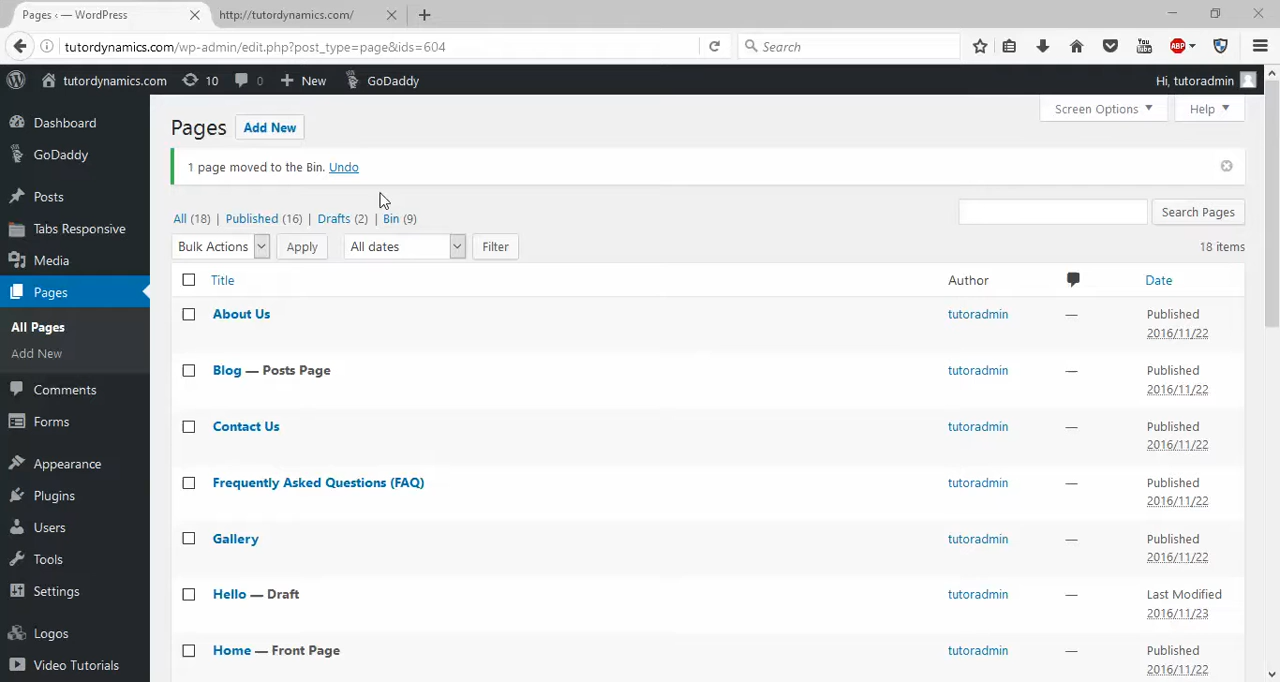 Pages ‹ — WordPress
http://tutordynamics.com/
tutordynamics.com/wp-admin/edit.php?post_type=page&ids=604
Search
You Tube
ABP
tutordynamics.com
10
0
New
GoDaddy
Hi, tutoradmin
Dashboard
GoDaddy
Posts
Tabs Responsive
Media
Pages
All Pages
Add New
Comments
Forms
Appearance
Plugins
Users
Tools
Settings
Logos
Video Tutorials
Screen Options
Help
Pages Add New
1 page moved to the Bin. Undo
All (18) | Published (16) | Drafts (2) | Bin (9)
Search Pages
Bulk Actions Apply All dates Filter 18 items
Title Author Date
About Us tutoradmin — Published
2016/11/22
Blog — Posts Page tutoradmin — Published
2016/11/22
Contact Us tutoradmin — Published
2016/11/22
Frequently Asked Questions (FAQ) tutoradmin — Published
2016/11/22
Gallery tutoradmin — Published
2016/11/22
Hello — Draft tutoradmin — Last Modified
2016/11/23
Home — Front Page tutoradmin — Published
2016/11/22